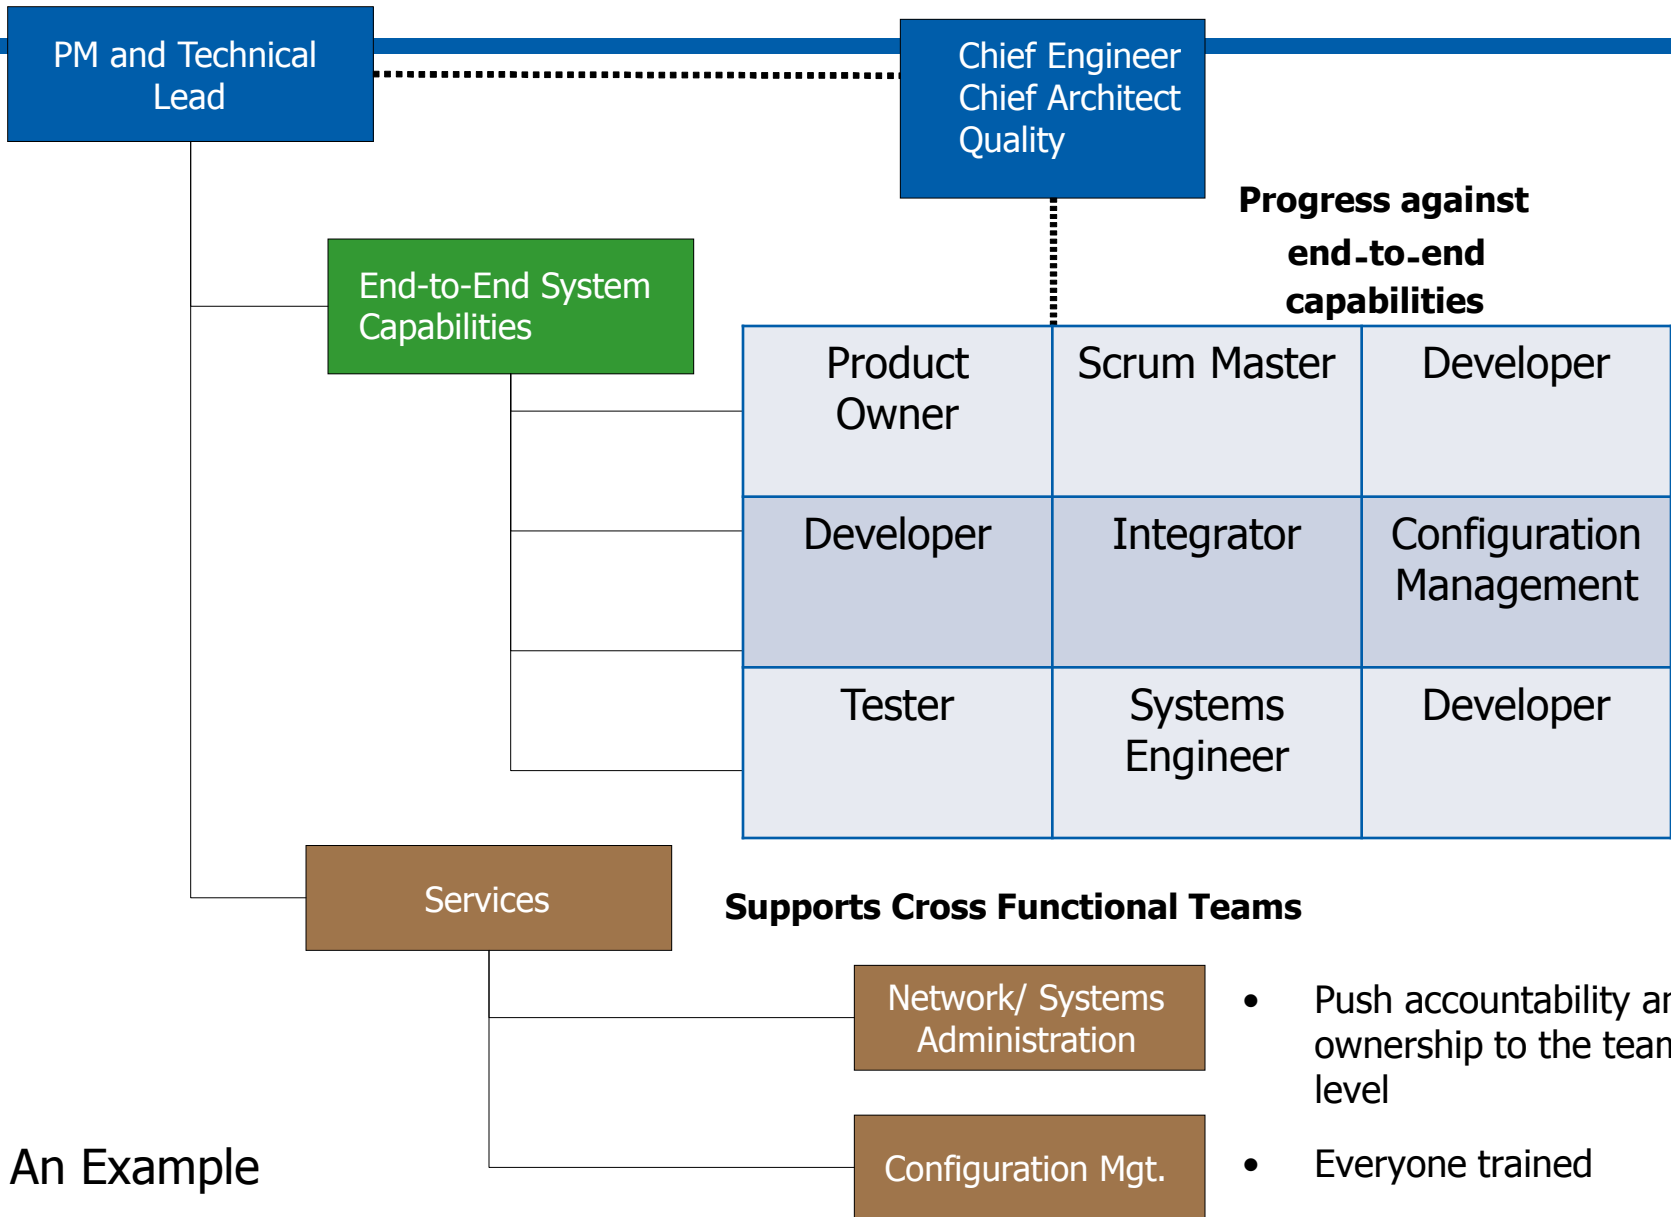 PM and Technical
Lead
Chief Engineer
Chief Architect
Quality
Progress against
end-to-end
capabilities
End-to-End System
Capabilities
Product
Owner
Scrum Master
Developer
Developer
Integrator
Configuration
Management
Tester
Systems
Engineer
Developer
Services
Supports Cross Functional Teams
Network/ Systems
Administration
• Push accountability
ownership to the
level
Configuration Mgt.
• Everyone trained
An Example